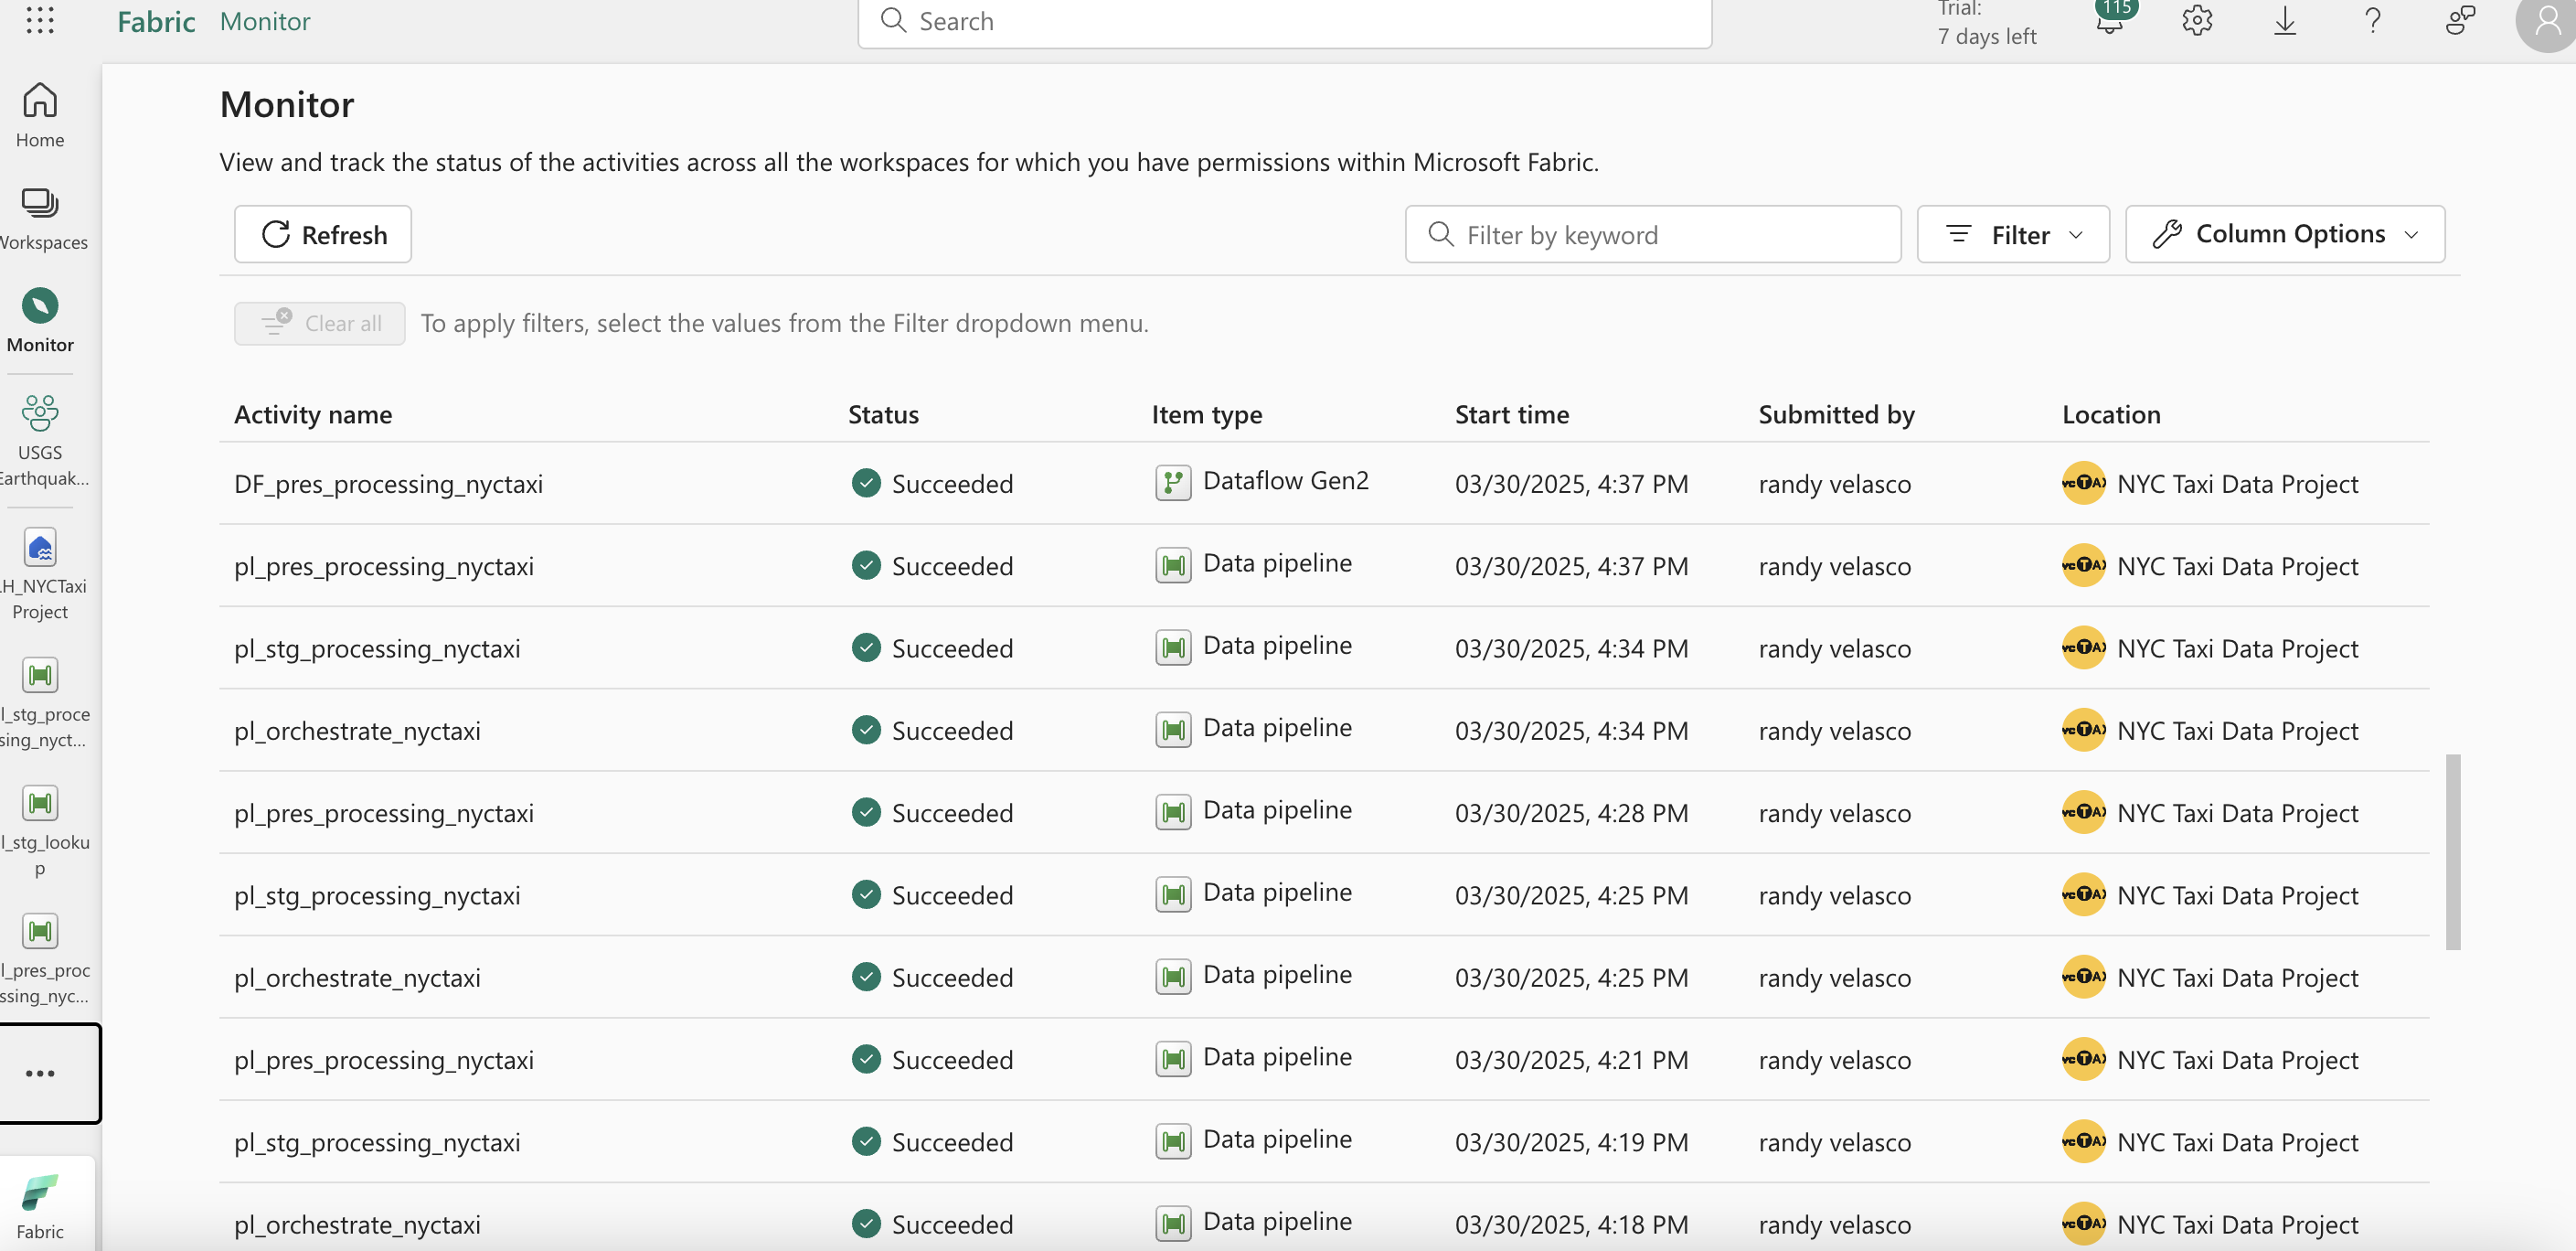 Fabric Monitor
Search
Trial:
7 days left
115
Home
Workspaces
Monitor
USGS
Earthquak...
LH_NYCTaxi
Project
l_stg_proce
sing_nyct...
l_stg_looku
p
l_pres_proc
ssing_nyc...
Fabric
Monitor
View and track the status of the activities across all the workspaces for which you have permissions within Microsoft Fabric.
Refresh
Filter by keyword
Filter
Column Options
Clear all
To apply filters, select the values from the Filter dropdown menu.
Activity name Status Item type Start time Submitted by Location
DF_pres_processing_nyctaxi Succeeded Dataflow Gen2 03/30/2025, 4:37 PM randy velasco NYC Taxi Data Project
pl_pres_processing_nyctaxi Succeeded Data pipeline 03/30/2025, 4:37 PM randy velasco NYC Taxi Data Project
pl_stg_processing_nyctaxi Succeeded Data pipeline 03/30/2025, 4:34 PM randy velasco NYC Taxi Data Project
pl_orchestrate_nyctaxi Succeeded Data pipeline 03/30/2025, 4:34 PM randy velasco NYC Taxi Data Project
pl_pres_processing_nyctaxi Succeeded Data pipeline 03/30/2025, 4:28 PM randy velasco NYC Taxi Data Project
pl_stg_processing_nyctaxi Succeeded Data pipeline 03/30/2025, 4:25 PM randy velasco NYC Taxi Data Project
pl_orchestrate_nyctaxi Succeeded Data pipeline 03/30/2025, 4:25 PM randy velasco NYC Taxi Data Project
pl_pres_processing_nyctaxi Succeeded Data pipeline 03/30/2025, 4:21 PM randy velasco NYC Taxi Data Project
pl_stg_processing_nyctaxi Succeeded Data pipeline 03/30/2025, 4:19 PM randy velasco NYC Taxi Data Project
pl_orchestrate_nyctaxi Succeeded Data pipeline 03/30/2025, 4:18 PM randy velasco NYC Taxi Data Project